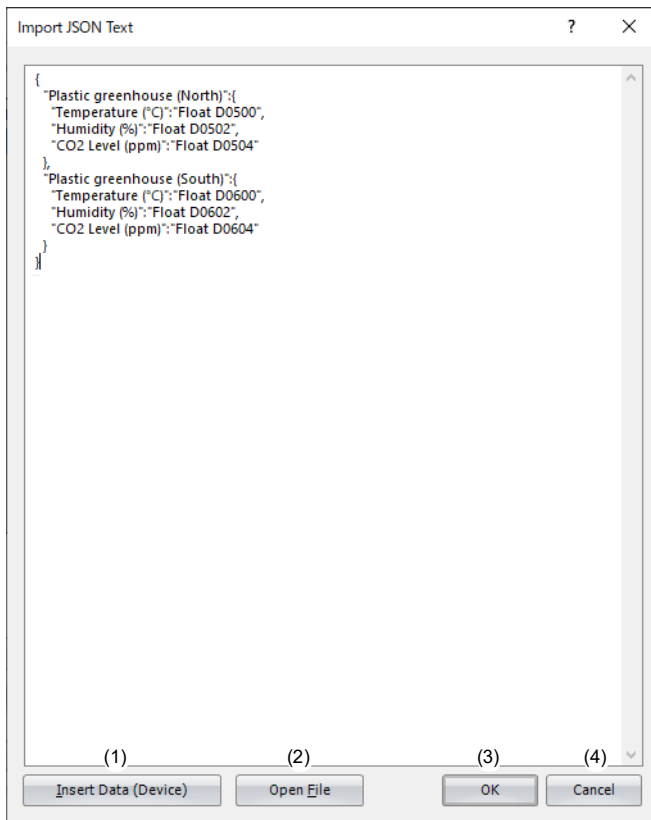 Import JSON Text ?
{
"Plastic greenhouse (North)":{
"Temperature (°C)":"Float D0500",
"Humidity (%)":"Float D0502",
"CO2 Level (ppm)":"Float D0504"
},
"Plastic greenhouse (South)":{
"Temperature (°C)":"Float D0600",
"Humidity (%)":"Float D0602",
"CO2 Level (ppm)":"Float D0604"
}
}
(1) (2) (3) (4)
Insert Data (Device) Open File OK Cancel